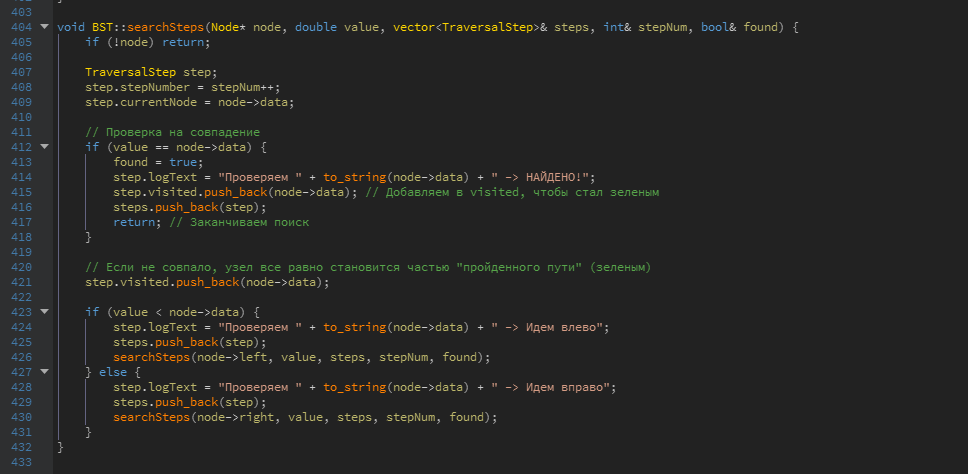 403
404 void BST::searchSteps(Node* node, double value, vector<TraversalStep>& steps, int& stepNum, bool& found) {
405     if (!node) return;
406
407     TraversalStep step;
408     step.stepNumber = stepNum++;
409     step.currentNode = node->data;
410
411     // Проверка на совпадение
412     if (value == node->data) {
413         found = true;
414         step.logText = "Проверяем " + to_string(node->data) + " -> НАЙДЕНО!";
415         step.visited.push_back(node->data); // Добавляем в visited, чтобы стал зеленым
416         steps.push_back(step);
417         return; // Заканчиваем поиск
418     }
419
420     // Если не совпало, узел все равно становится частью "пройденного пути" (зеленым)
421     step.visited.push_back(node->data);
422
423     if (value < node->data) {
424         step.logText = "Проверяем " + to_string(node->data) + " -> Идем влево";
425         steps.push_back(step);
426         searchSteps(node->left, value, steps, stepNum, found);
427     } else {
428         step.logText = "Проверяем " + to_string(node->data) + " -> Идем вправо";
429         steps.push_back(step);
430         searchSteps(node->right, value, steps, stepNum, found);
431     }
432 }
433